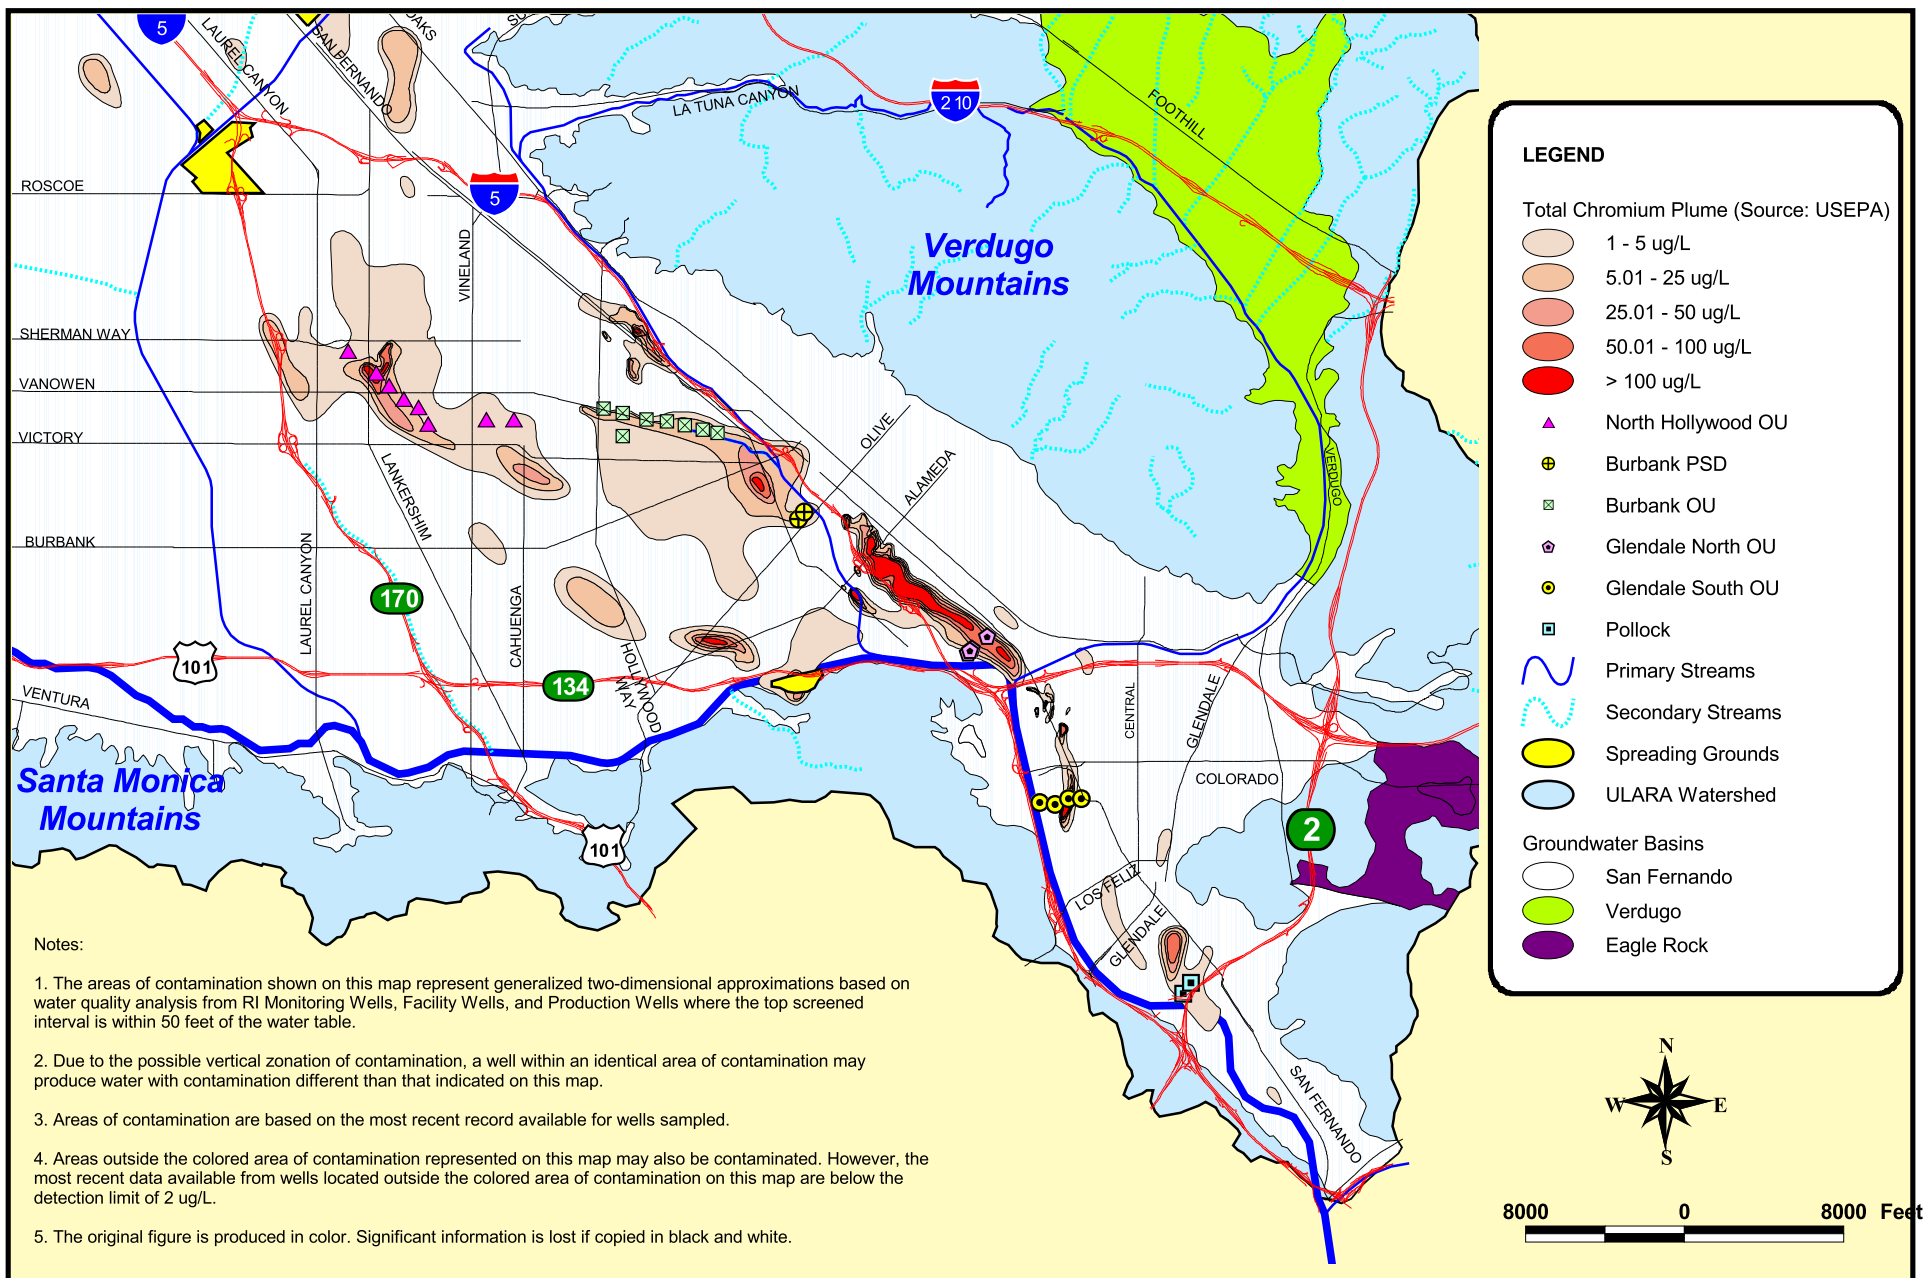 5
LAUREL CANYON
SAN BERNANDO
OAKS
SU
LA TUNA CANYON
210
FOOTHILL
ROSCOE
5
VINELAND
Verdugo
Mountains
SHERMAN WAY
VANOWEN
VICTORY
LANKERSHIM
OLIVE
ALAMEDA
VERDUGO
BURBANK
LAUREL CANYON
170
CAHUENGA
HOLLYWOOD
WAY
101
134
VENTURA
CENTRAL
GLENDALE
COLORADO
Santa Monica
Mountains
101
2
LOS FELIZ
GLENDALE
SAN FERNANDO
LEGEND
Total Chromium Plume (Source: USEPA)
1 - 5 ug/L
5.01 - 25 ug/L
25.01 - 50 ug/L
50.01 - 100 ug/L
> 100 ug/L
North Hollywood OU
Burbank PSD
Burbank OU
Glendale North OU
Glendale South OU
Pollock
Primary Streams
Secondary Streams
Spreading Grounds
ULARA Watershed
Groundwater Basins
San Fernando
Verdugo
Eagle Rock
Notes:
1. The areas of contamination shown on this map represent generalized two-dimensional approximations based on
water quality analysis from RI Monitoring Wells, Facility Wells, and Production Wells where the top screened
interval is within 50 feet of the water table.
2. Due to the possible vertical zonation of contamination, a well within an identical area of contamination may
produce water with contamination different than that indicated on this map.
3. Areas of contamination are based on the most recent record available for wells sampled.
4. Areas outside the colored area of contamination represented on this map may also be contaminated. However, the
most recent data available from wells located outside the colored area of contamination on this map are below the
detection limit of 2 ug/L.
5. The original figure is produced in color. Significant information is lost if copied in black and white.
N
W E
S
8000 0 8000 Feet